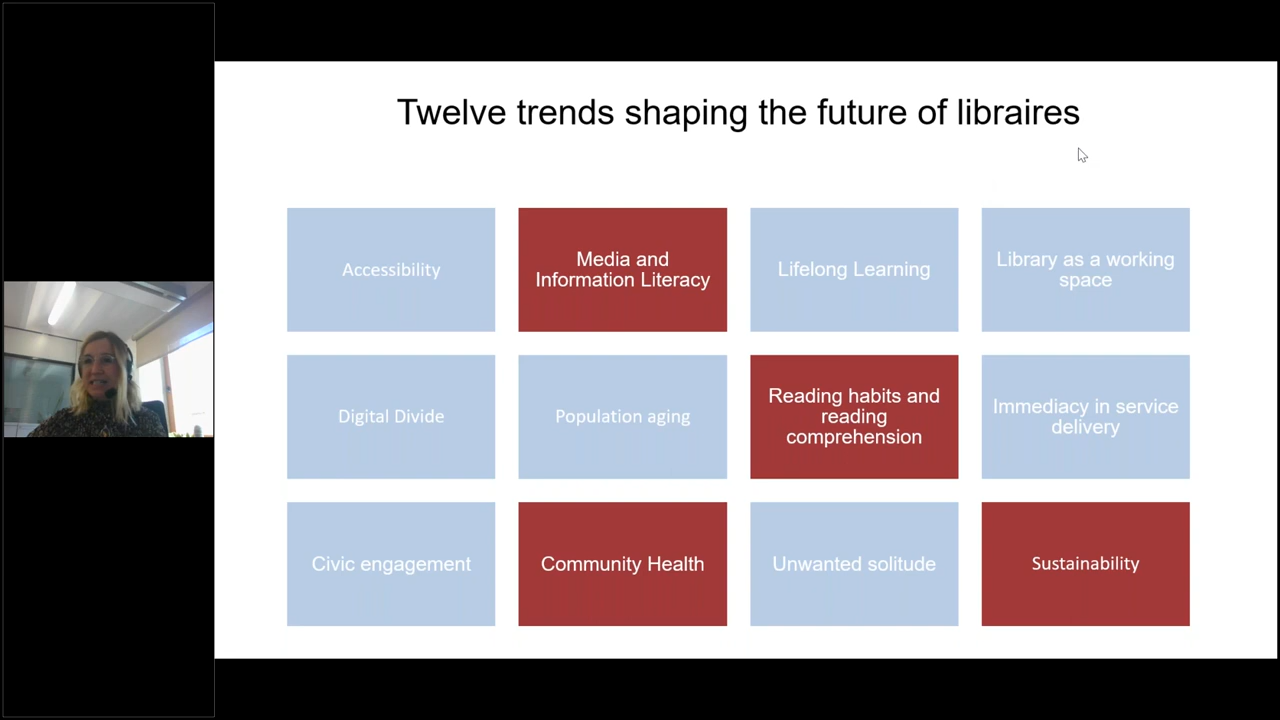 Twelve trends shaping the future of libraires
Accessibility
Media and
Information Literacy
Lifelong Learning
Library as a working
space
Digital Divide
Population aging
Reading habits and
reading
comprehension
Immediacy in service
delivery
Civic engagement
Community Health
Unwanted solitude
Sustainability